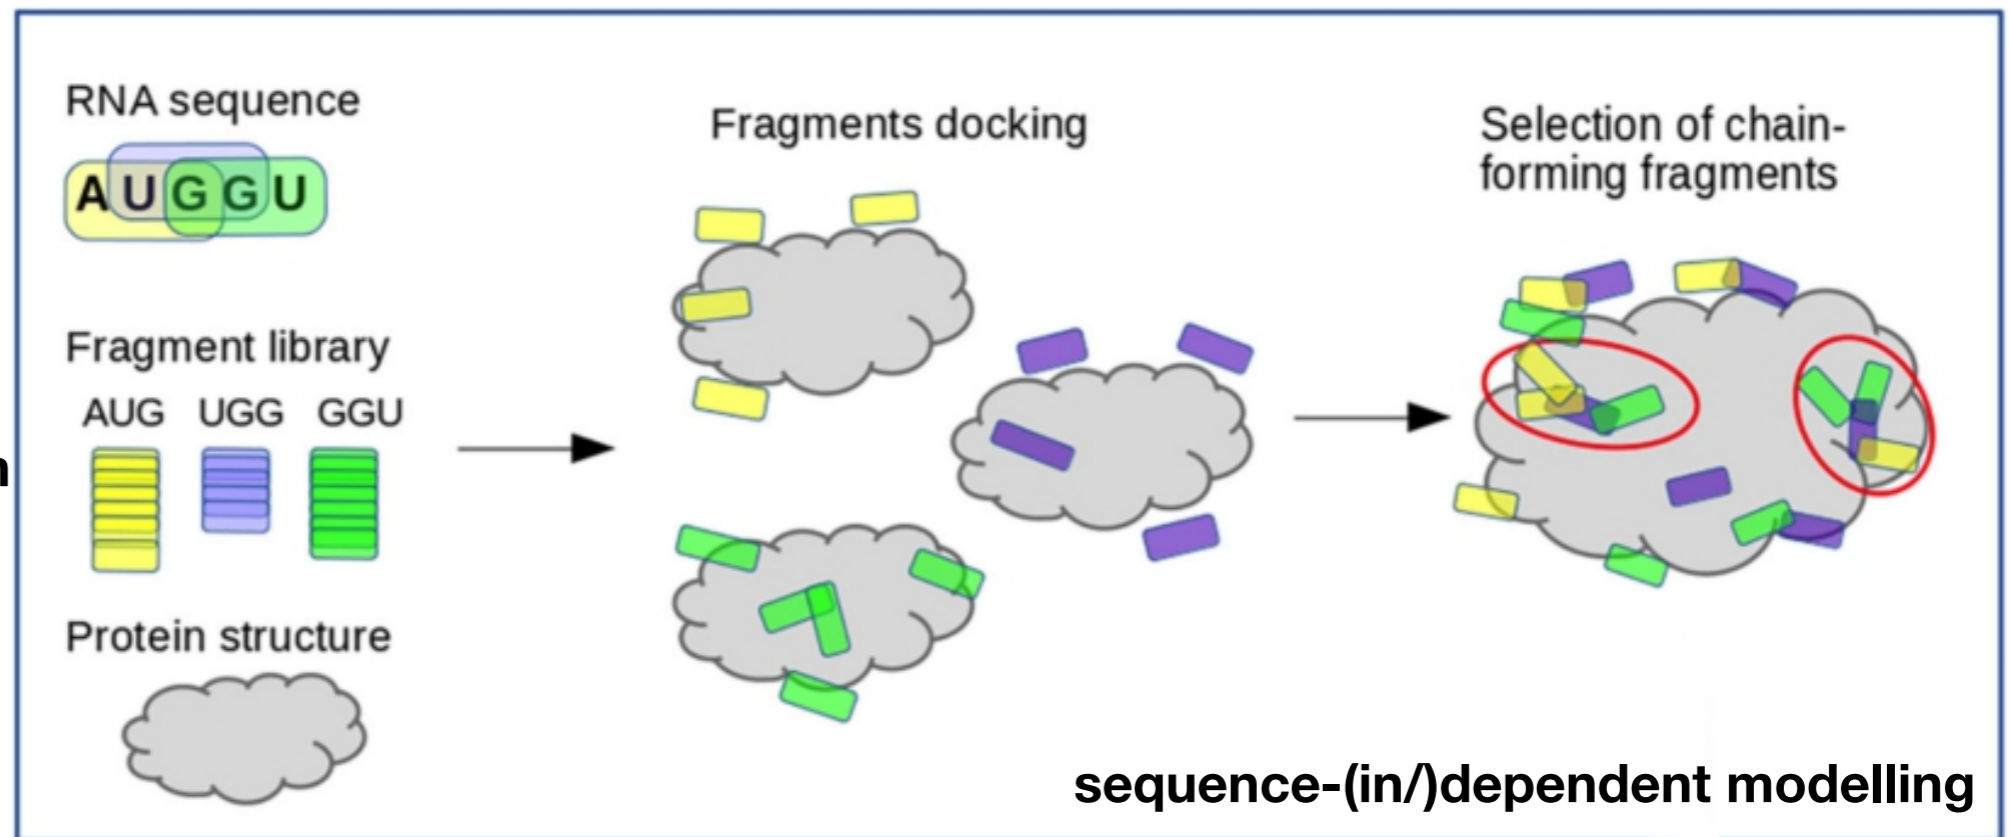 RNA sequence
AUGGU
Fragment library
AUG UGG GGU
Protein structure
Fragments docking
Selection of chain-
forming fragments
sequence-(in/)dependent modelling